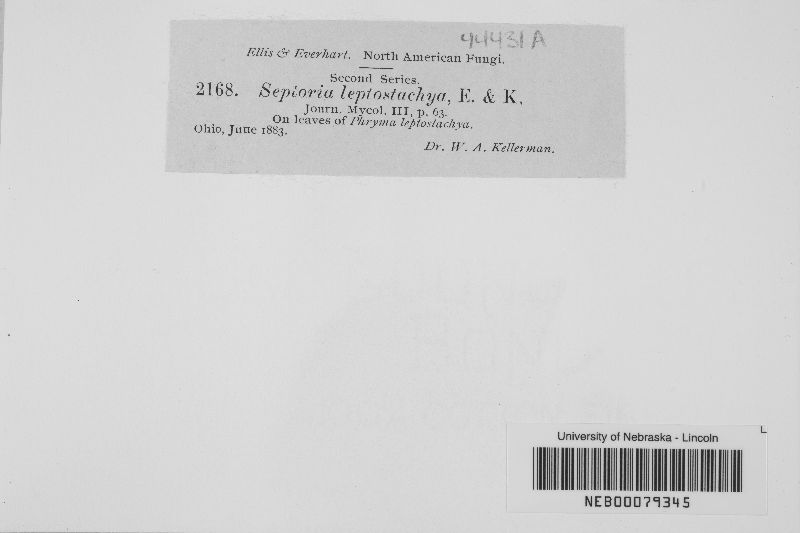 44431A
Ellis & Everhart. North American Fungi.
Second Series.
2168. Septoria leptostachya, E. & K.
Journ. Mycol. III, p. 63.
On leaves of Phryma leptostachya.
Ohio, June 1883.
Dr. W. A. Kellerman.
L
University of Nebraska - Lincoln
NEB00079345